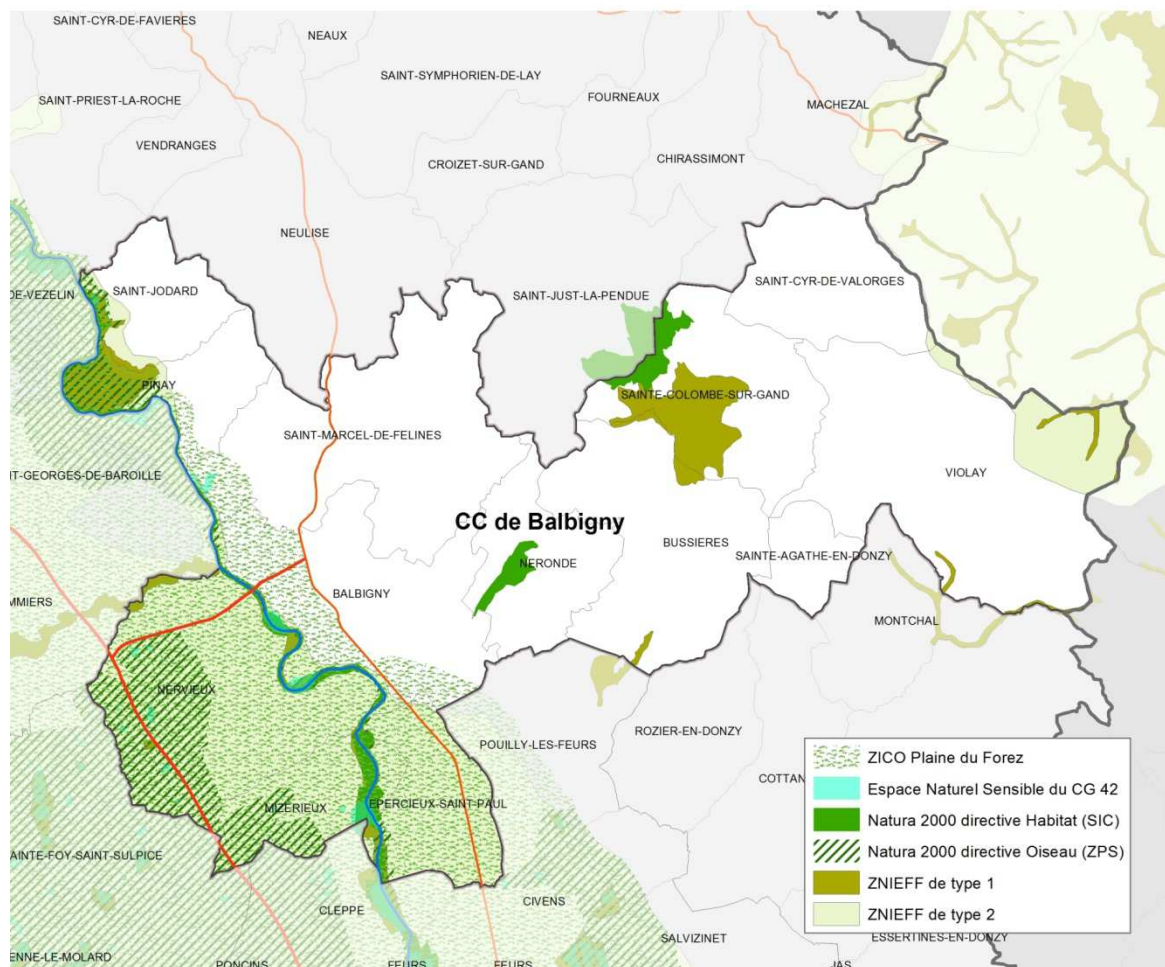 SAINT-CYR-DE-FAVIERES
NEAUX
SAINT-SYMPHORIEN-DE-LAY
FOURNEAUX
SAINT-PRIEST-LA-ROCHE
MACHEZAL
VENDRANGES
CROIZET-SUR-GAND
CHIRASSIMONT
NEULISE
SAINT-CYR-DE-VALORGES
DE-VEZELIN
SAINT-JODARD
SAINT-JUST-LA-PENDUE
PINAY
SAINTE-COLOMBE-SUR-GAND
SAINT-MARCEL-DE-FELINES
NT-GEORGES-DE-BAROILLE
VIOLAY
CC de Balbigny
BUSSIERES
SAINTE-AGATHE-EN-DONZY
NERONDE
MMIERS
BALBIGNY
MONTCHAL
NERVIEUX
ROZIER-EN-DONZY
POUILLY-LES-FEURS
COTTAN
MIZERIEUX
EPERCIEUX-SAINT-PAUL
AINTE-FOY-SAINT-SULPICE
CLEPPE
CIVENS
SALVIZINET
ESSERTINES-EN-DONZY
ENNE-LE-MOLARD
PONCINS
FEURS
FEURS
JAS
ZICO Plaine du Forez
Espace Naturel Sensible du CG 42
Natura 2000 directive Habitat (SIC)
Natura 2000 directive Oiseau (ZPS)
ZNIEFF de type 1
ZNIEFF de type 2